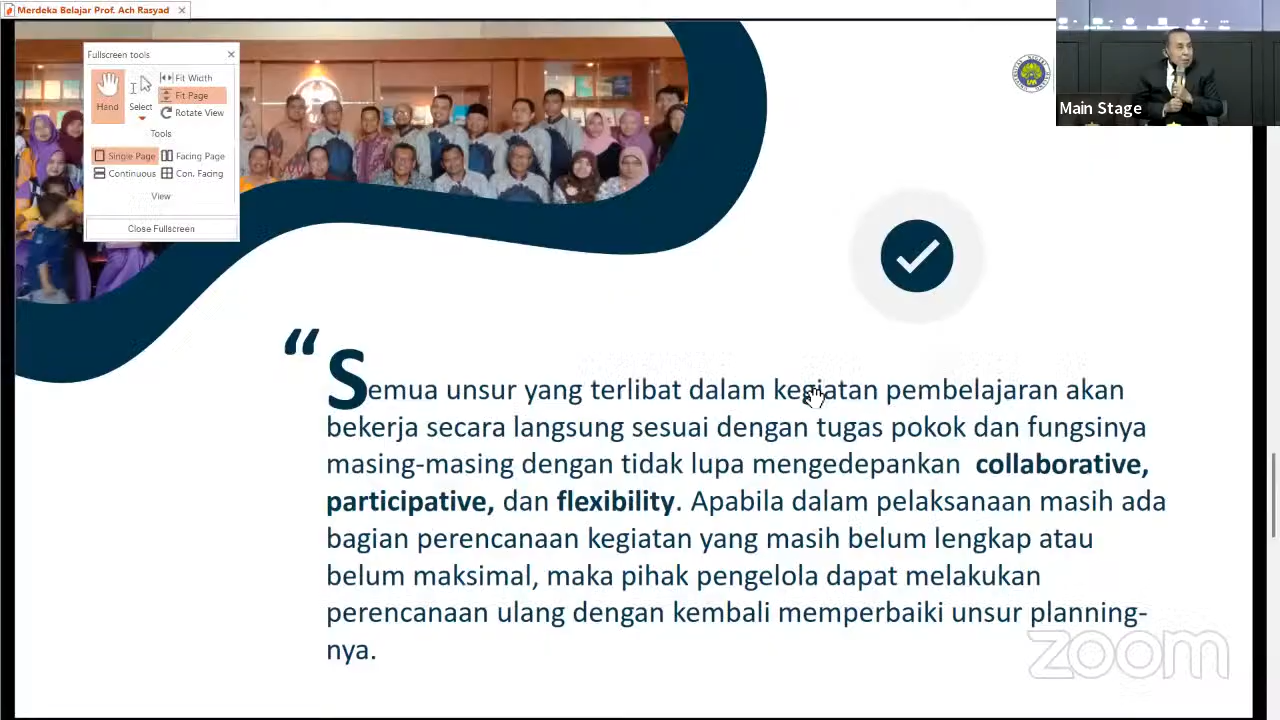 Merdeka Belajar Prof. Ach Rasyad
Fullscreen tools
Hand
Select
Fit Width
Fit Page
Rotate View
Tools
Single Page
Facing Page
Continuous
Con. Facing
View
Close Fullscreen
Main Stage
“Semua unsur yang terlibat dalam kegiatan pembelajaran akan
bekerja secara langsung sesuai dengan tugas pokok dan fungsinya
masing-masing dengan tidak lupa mengedepankan collaborative,
participative, dan flexibility. Apabila dalam pelaksanaan masih ada
bagian perencanaan kegiatan yang masih belum lengkap atau
belum maksimal, maka pihak pengelola dapat melakukan
perencanaan ulang dengan kembali memperbaiki unsur planning-
nya.
zoom